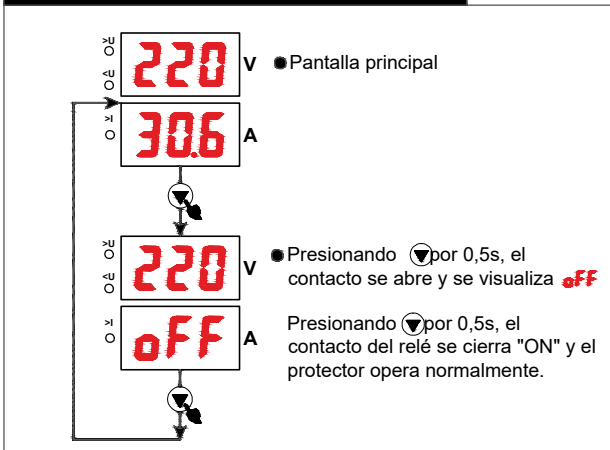 >U
220 V
Pantalla principal
<U
>I
30.6 A
>U
220 V
<U
Presionando por 0,5s, el
contacto se abre y se visualiza oFF
>I
oFF A
Presionando por 0,5s, el
contacto del relé se cierra "ON" y el
protector opera normalmente.